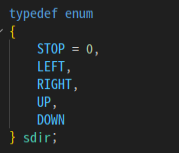 typedef enum
{
    STOP = 0,
    LEFT,
    RIGHT,
    UP,
    DOWN
} sdir;